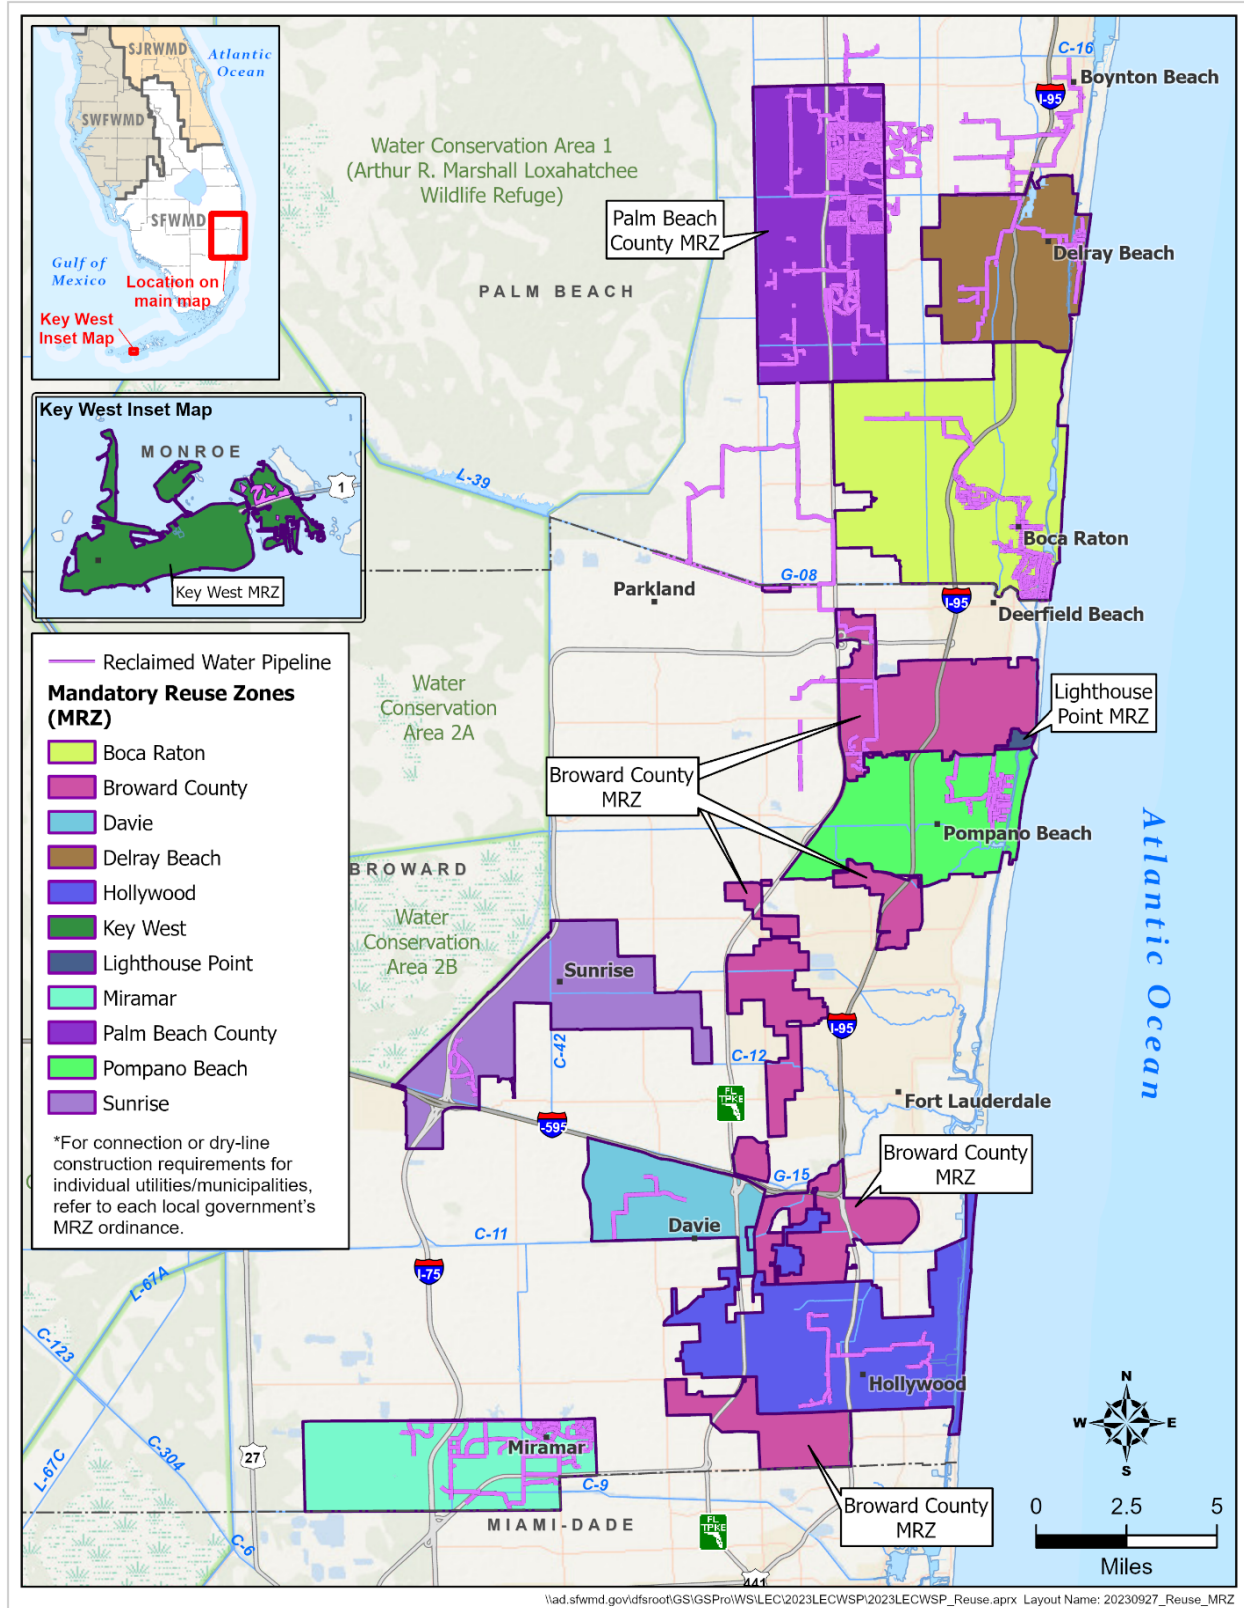 SJRWMD
Atlantic
Ocean
SWFWMD
SFWMD
Gulf of
Mexico
Location on
main map
Key West
Inset Map
Key West Inset Map
MONROE
1
Key West MRZ
Reclaimed Water Pipeline
Mandatory Reuse Zones
(MRZ)
Boca Raton
Broward County
Davie
Delray Beach
Hollywood
Key West
Lighthouse Point
Miramar
Palm Beach County
Pompano Beach
Sunrise
*For connection or dry-line
construction requirements for
individual utilities/municipalities,
refer to each local government's
MRZ ordinance.
C-16
Boynton Beach
I-95
Water Conservation Area 1
(Arthur R. Marshall Loxahatchee
Wildlife Refuge)
Palm Beach
County MRZ
Delray Beach
PALM BEACH
L-39
Boca Raton
G-08
Parkland
I-95
Deerfield Beach
Water
Conservation
Area 2A
Lighthouse
Point MRZ
Broward County
MRZ
Pompano Beach
Atlantic Ocean
BROWARD
Water
Conservation
Area 2B
Sunrise
I-95
C-42
C-12
FL
TPKE
Fort Lauderdale
I-595
Broward County
MRZ
G-15
Davie
C-11
I-75
L-67A
C-123
Hollywood
N
W
E
S
Miramar
27
L-67C
C-304
C-9
C-6
MIAMI-DADE
Broward County
MRZ
FL
TPKE
441
0 2.5 5
Miles
\\ad.sfwmd.gov\dfsroot\GS\GSPro\WS\LEC\2023LECWSP\2023LECWSP_Reuse.aprx Layout Name: 20230927_Reuse_MRZ